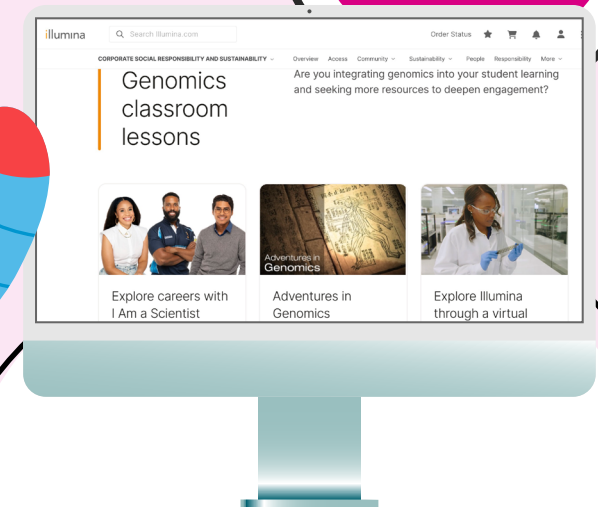 illumina
Search Illumina.com
Order Status
CORPORATE SOCIAL RESPONSIBILITY AND SUSTAINABILITY
Overview Access Community Sustainability People Responsibility More
Genomics
classroom
lessons
Are you integrating genomics into your student learning
and seeking more resources to deepen engagement?
Adventures in
Genomics
Explore careers with
I Am a Scientist
Adventures in
Genomics
Explore Illumina
through a virtual